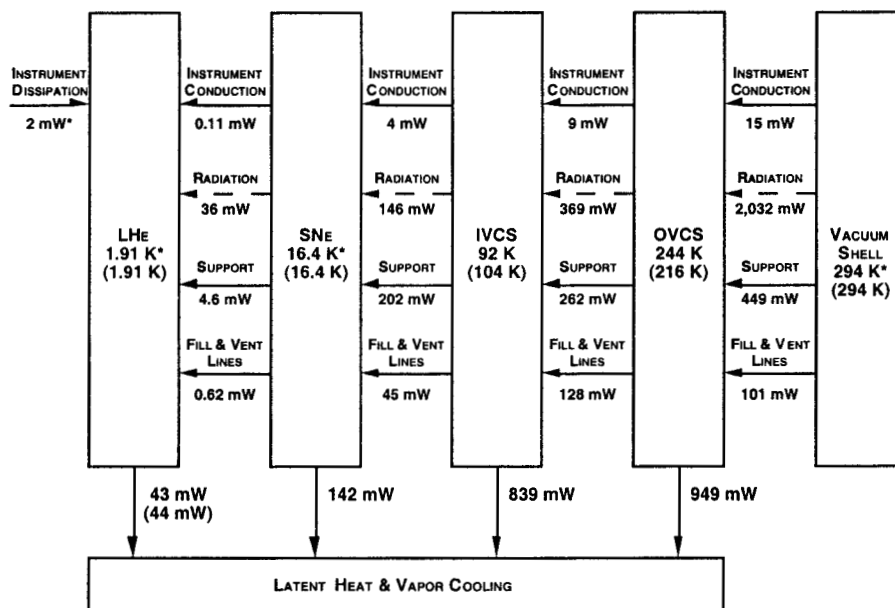 INSTRUMENT
DISSIPATION
2 mW*
INSTRUMENT
CONDUCTION
0.11 mW
INSTRUMENT
CONDUCTION
4 mW
INSTRUMENT
CONDUCTION
9 mW
INSTRUMENT
CONDUCTION
15 mW
RADIATION
36 mW
RADIATION
146 mW
RADIATION
369 mW
RADIATION
2,032 mW
LHE
1.91 K*
(1.91 K)
SNE
16.4 K*
(16.4 K)
IVCS
92 K
(104 K)
OVCS
244 K
(216 K)
VACUUM
SHELL
294 K*
(294 K)
SUPPORT
4.6 mW
SUPPORT
202 mW
SUPPORT
262 mW
SUPPORT
449 mW
FILL & VENT
LINES
0.62 mW
FILL & VENT
LINES
45 mW
FILL & VENT
LINES
128 mW
FILL & VENT
LINES
101 mW
43 mW
(44 mW)
142 mW
839 mW
949 mW
LATENT HEAT & VAPOR COOLING